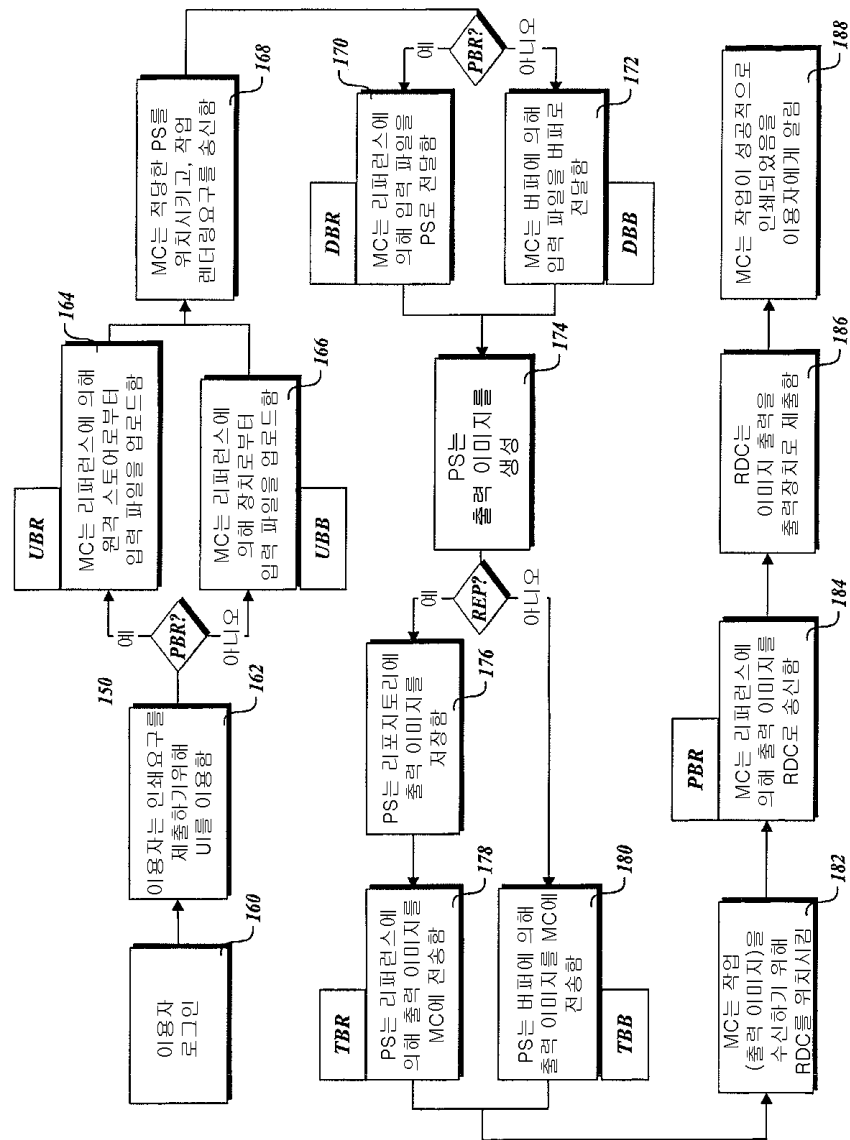 이용자
로그인
160
150
이용자는 인쇄요구를
제출하기위해
UI를 이용함
162
PBR?
예
아니오
UBR
MC는 리퍼런스에 의해
원격 스토어로부터
입력 파일을 업로드함
164
MC는 리퍼런스에
의해 장치로부터
입력 파일을 업로드함
166
UBB
MC는 적당한 PS를
위치시키고, 작업
렌더링요구를 송신함
168
PBR?
예
아니오
170
DBR
MC는 리퍼런스에
의해 입력 파일을
PS로 전달함
172
MC는 버퍼에 의해
입력 파일을 버퍼로
전달함
DBB
PS는
출력 이미지를
생성
174
REP?
예
아니오
PS는 리포지토리에
출력 이미지를
저장함
176
TBR
PS는 리퍼런스에
의해 출력 이미지를
MC에 전송함
178
PS는 버퍼에 의해
출력 이미지를 MC에
전송함
180
TBB
MC는 작업
(출력 이미지)을
수신하기 위해
RDC를 위치시킴
182
PBR
MC는 리퍼런스에
의해 출력 이미지를
RDC로 송신함
184
RDC는
이미지 출력을
출력장치로 제출함
186
MC는 작업이 성공적으로
인쇄되었음을
이용자에게 알림
188